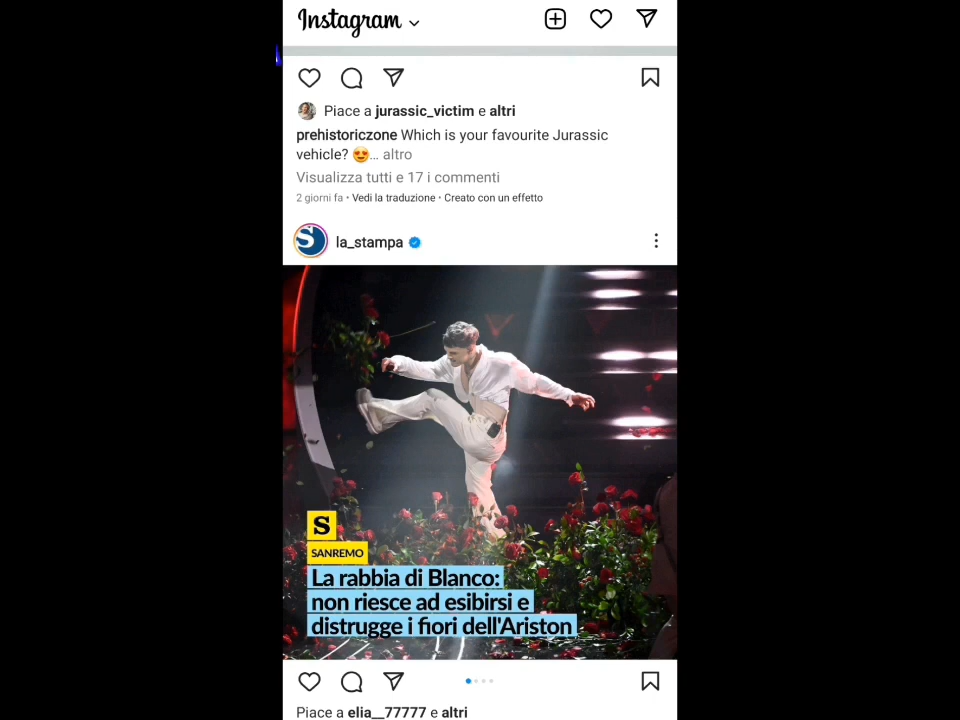 Instagram
Piace a jurassic_victim e altri
prehistoriczone Which is your favourite Jurassic
vehicle? 😍... altro
Visualizza tutti e 17 i commenti
2 giorni fa • Vedi la traduzione • Creato con un effetto
S
la_stampa
S
SANREMO
La rabbia di Blanco:
non riesce ad esibirsi e
distrugge i fiori dell'Ariston
Piace a elia__77777 e altri